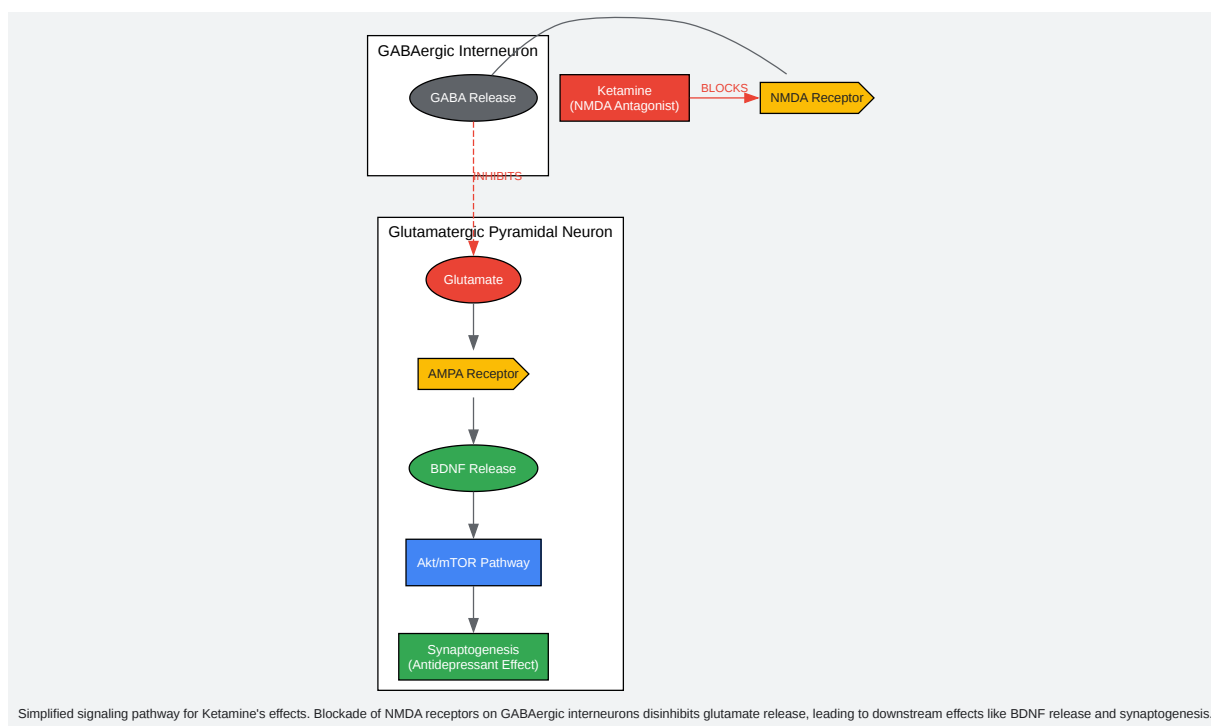 GABAergic Interneuron
GABA Release
Ketamine
(NMDA Antagonist)
BLOCKS
NMDA Receptor
INHIBITS
Glutamatergic Pyramidal Neuron
Glutamate
AMPA Receptor
BDNF Release
Akt/mTOR Pathway
Synaptogenesis
(Antidepressant Effect)
Simplified signaling pathway for Ketamine's effects. Blockade of NMDA receptors on GABAergic interneurons disinhibits glutamate release, leading to downstream effects like BDNF release and synaptogenesis